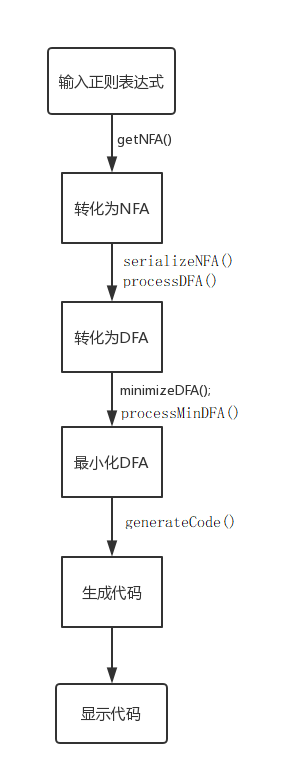 输入正则表达式
getNFA()
转化为NFA
serializeNFA()
processDFA()
转化为DFA
minimizeDFA();
processMinDFA()
最小化DFA
generateCode()
生成代码
显示代码